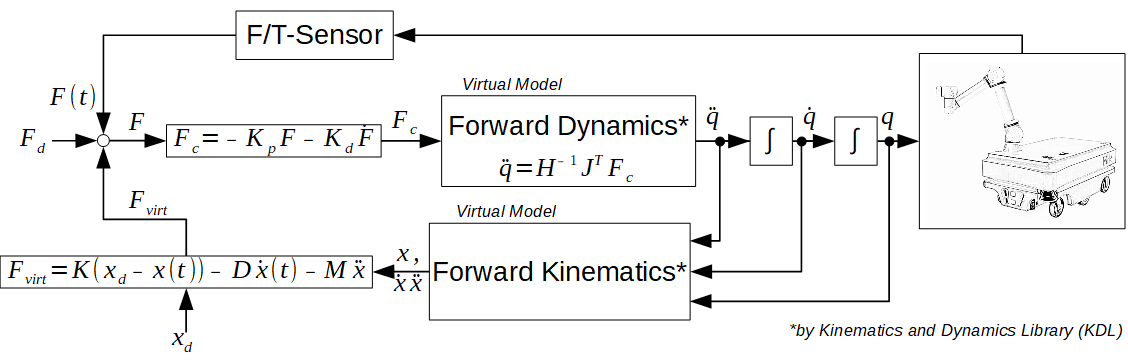 F/T-Sensor
F(t)
F_d
F
F_c = - K_p F - K_d Ḟ
F_c
Virtual Model
Forward Dynamics*
q̈ = H^{-1} J^T F_c
q̈
∫
q̇
∫
q
F_virt
Virtual Model
Forward Kinematics*
x,
ẋ ẍ
F_virt = K(x_d - x(t)) - D ẋ(t) - M ẍ
x_d
*by Kinematics and Dynamics Library (KDL)